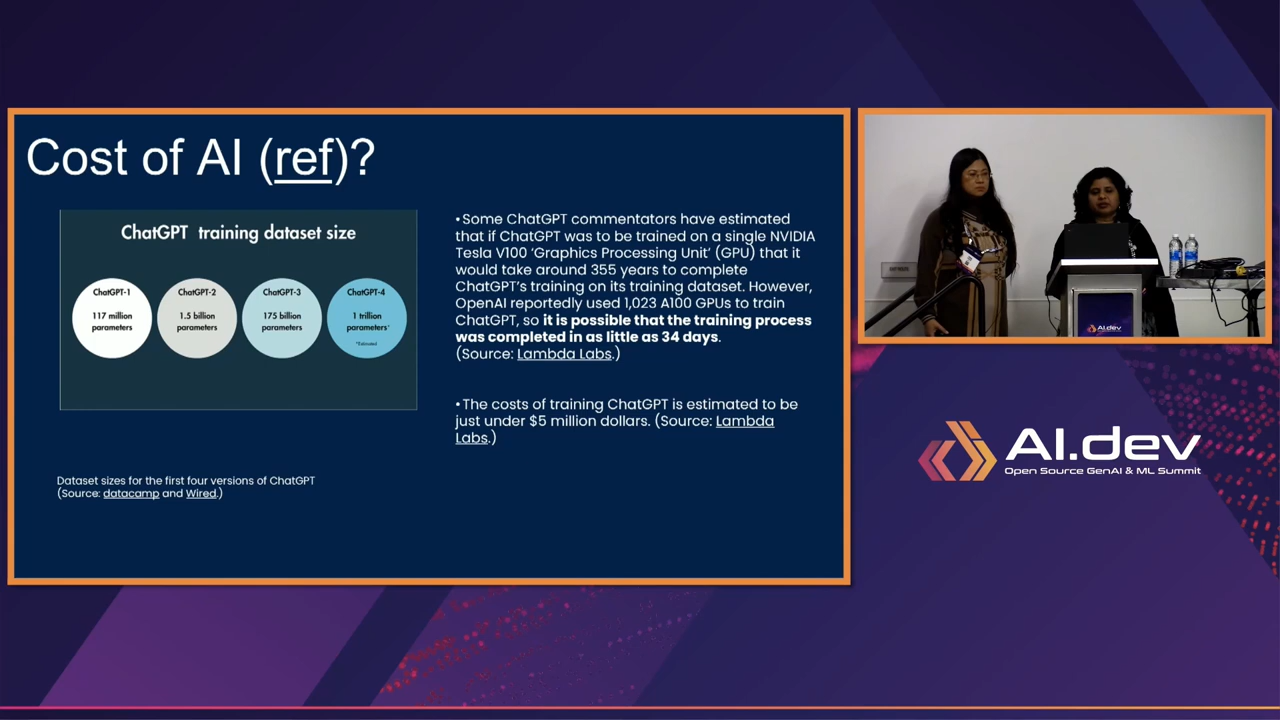 Cost of AI (ref)?
ChatGPT training dataset size
ChatGPT-1
117 million
parameters
ChatGPT-2
1.5 billion
parameters
ChatGPT-3
175 billion
parameters
ChatGPT-4
1 trillion
parameters*
*Estimated
Dataset sizes for the first four versions of ChatGPT
(Source: datacamp and Wired.)
•Some ChatGPT commentators have estimated
that if ChatGPT was to be trained on a single NVIDIA
Tesla V100 ‘Graphics Processing Unit’ (GPU) that it
would take around 355 years to complete
ChatGPT’s training on its training dataset. However,
OpenAI reportedly used 1,023 A100 GPUs to train
ChatGPT, so it is possible that the training process
was completed in as little as 34 days.
(Source: Lambda Labs.)
•The costs of training ChatGPT is estimated to be
just under $5 million dollars. (Source: Lambda
Labs.)
AI.dev
AI.dev
Open Source GenAI & ML Summit